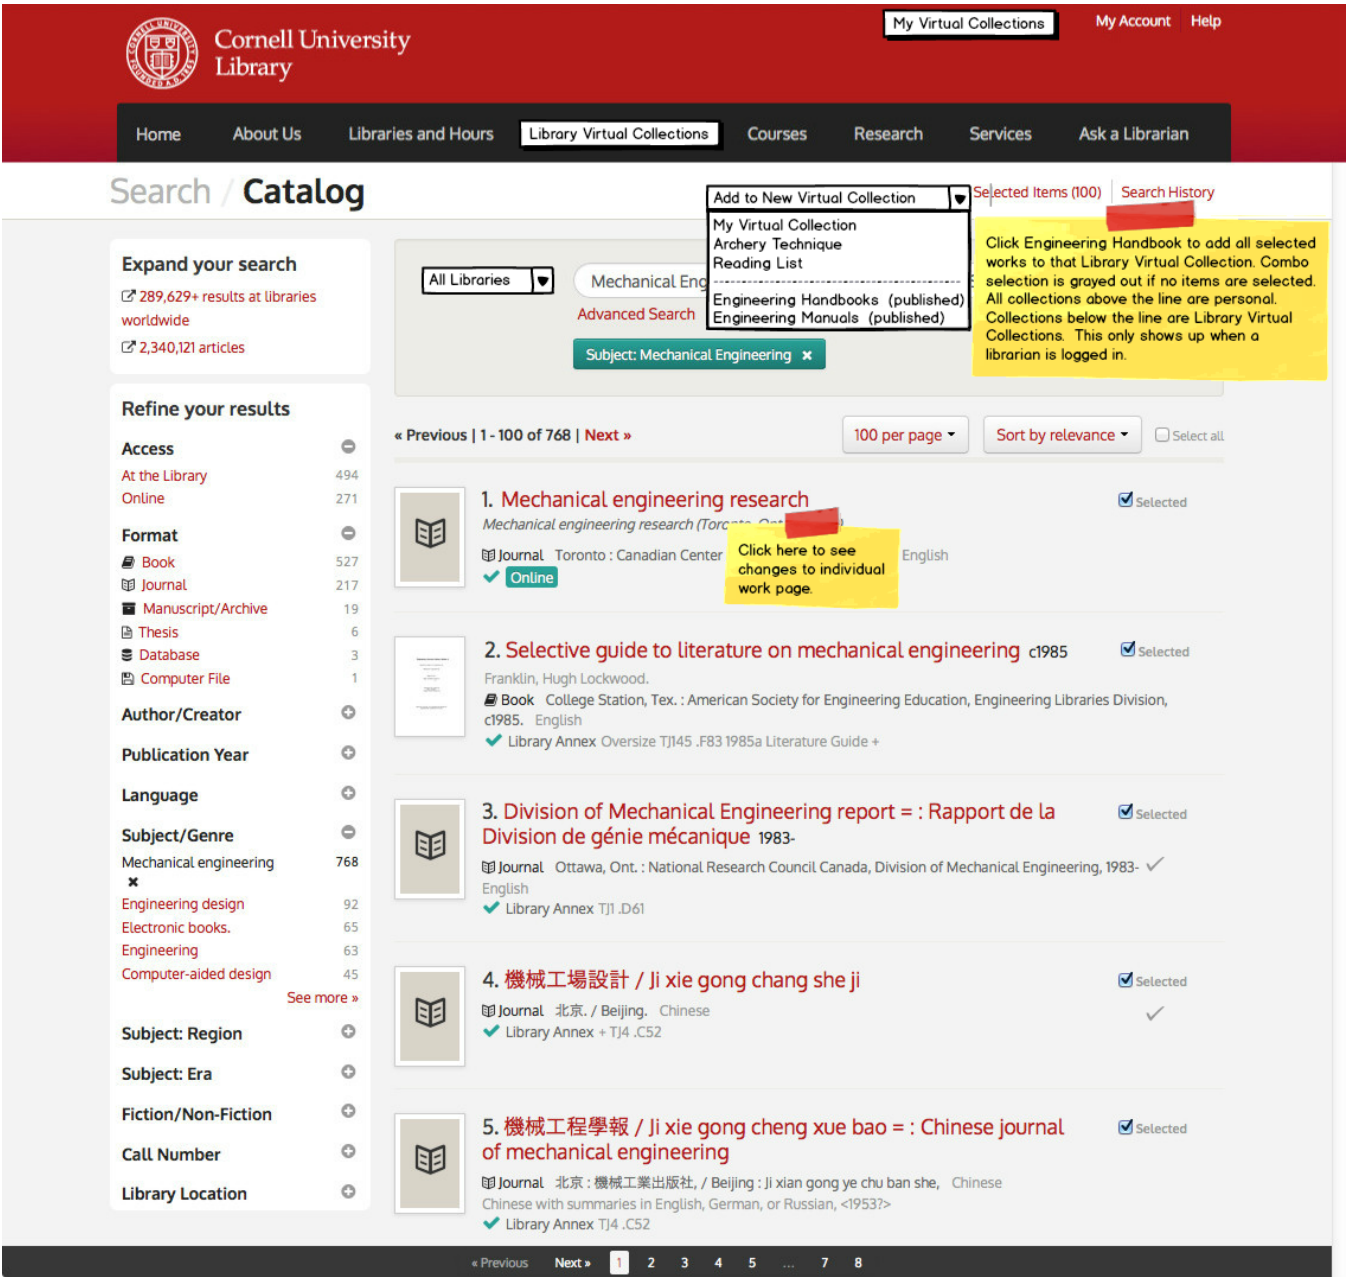 My Virtual Collections
My Account Help
Cornell University
Library
Home About Us Libraries and Hours Library Virtual Collections Courses Research Services Ask a Librarian
Search / Catalog
Add to New Virtual Collection
My Virtual Collection
Archery Technique
Reading List
Engineering Handbooks (published)
Engineering Manuals (published)
Selected Items (100) Search History
Click Engineering Handbook to add all selected
works to that Library Virtual Collection. Combo
selection is grayed out if no items are selected.
All collections above the line are personal.
Collections below the line are Library Virtual
Collections. This only shows up when a
librarian is logged in.
Expand your search
289,629+ results at libraries
worldwide
2,340,121 articles
All Libraries
Mechanical Eng
Advanced Search
Subject: Mechanical Engineering ×
Refine your results
Access
At the Library 494
Online 271
Format
Book 527
Journal 217
Manuscript/Archive 19
Thesis 6
Database 3
Computer File 1
Author/Creator
Publication Year
Language
Subject/Genre
Mechanical engineering 768
×
Engineering design 92
Electronic books. 65
Engineering 63
Computer-aided design 45
See more »
Subject: Region
Subject: Era
Fiction/Non-Fiction
Call Number
Library Location
« Previous | 1 - 100 of 768 | Next »
100 per page
Sort by relevance
Select all
1. Mechanical engineering research
Selected
Mechanical engineering research
Journal Toronto : Canadian Center English
Online
Click here to see
changes to individual
work page.
2. Selective guide to literature on mechanical engineering c1985
Selected
Franklin, Hugh Lockwood.
Book College Station, Tex. : American Society for Engineering Education, Engineering Libraries Division,
c1985. English
Library Annex Oversize TJ145 .F83 1985a Literature Guide +
3. Division of Mechanical Engineering report = : Rapport de la
Division de génie mécanique 1983-
Selected
Journal Ottawa, Ont. : National Research Council Canada, Division of Mechanical Engineering, 1983-
English
Library Annex TJ1 .D61
4. 機械工場設計 / Ji xie gong chang she ji
Selected
Journal 北京. / Beijing. Chinese
Library Annex + TJ4 .C52
5. 機械工程學報 / Ji xie gong cheng xue bao = : Chinese journal
of mechanical engineering
Selected
Journal 北京 : 機械工業出版社, / Beijing : Ji xian gong ye chu ban she, Chinese
Chinese with summaries in English, German, or Russian, <1953?>
Library Annex TJ4 .C52
« Previous Next » 1 2 3 4 5 ... 7 8